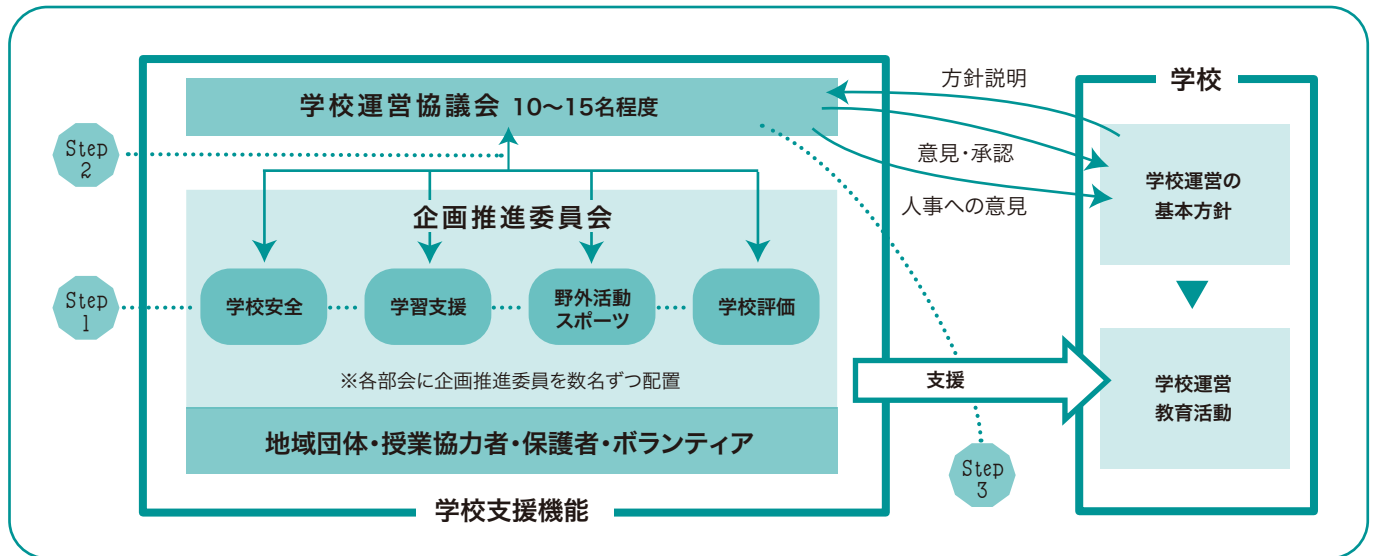 学校運営協議会 10〜15名程度
方針説明
学校
Step
2
意見・承認
学校運営の
基本方針
人事への意見
企画推進委員会
Step
1
学校安全
学習支援
野外活動
スポーツ
学校評価
※各部会に企画推進委員を数名ずつ配置
支援
学校運営
教育活動
地域団体・授業協力者・保護者・ボランティア
Step
3
学校支援機能